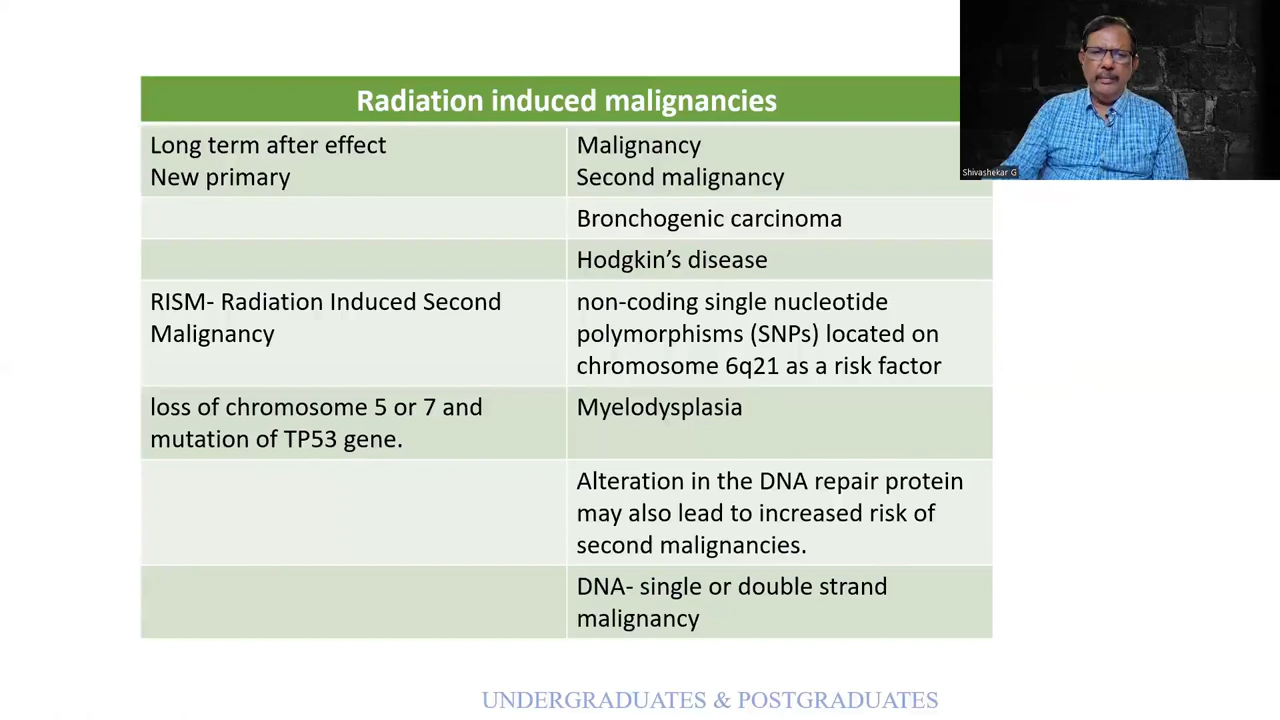 Radiation induced malignancies
Long term after effect
New primary
Malignancy
Second malignancy
Bronchogenic carcinoma
Hodgkin’s disease
RISM- Radiation Induced Second
Malignancy
non-coding single nucleotide
polymorphisms (SNPs) located on
chromosome 6q21 as a risk factor
loss of chromosome 5 or 7 and
mutation of TP53 gene.
Myelodysplasia
Alteration in the DNA repair protein
may also lead to increased risk of
second malignancies.
DNA- single or double strand
malignancy
Shivashekar G
UNDERGRADUATES & POSTGRADUATES